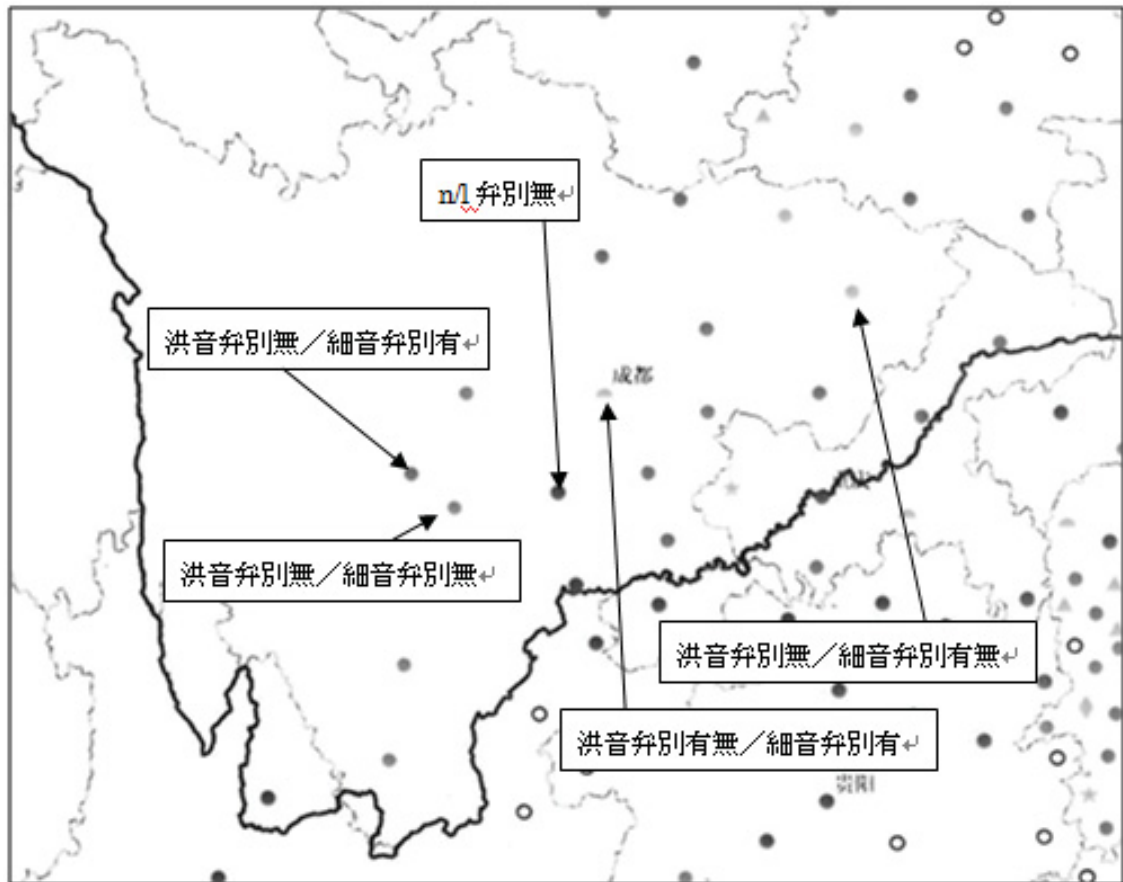 n/l 弁別無↵
洪音弁別無／細音弁別有↵
成都
洪音弁別無／細音弁別無↵
洪音弁別無／細音弁別有無↵
洪音弁別有無／細音弁別有↵
贵阳